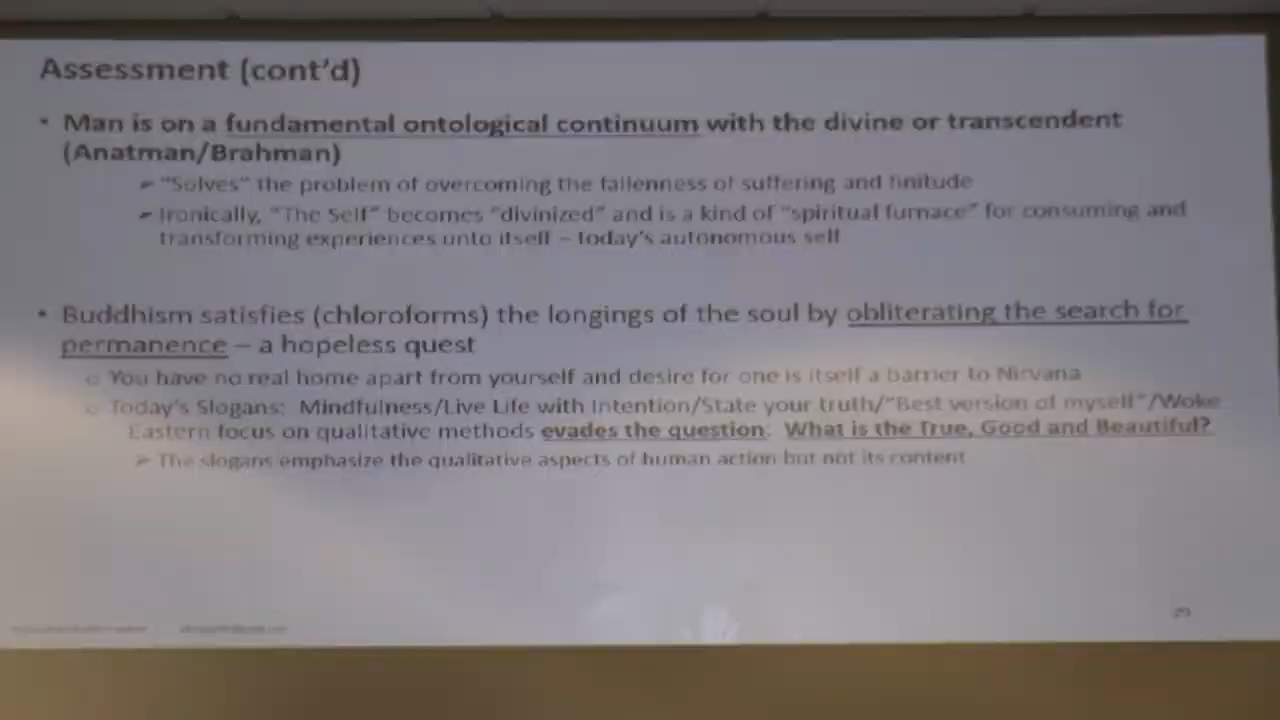 Assessment (cont'd)
• Man is on a fundamental ontological continuum with the divine or transcendent
(Anatman/Brahman)
➢ "Solves" the problem of overcoming the fallenness of suffering and finitude
➢ Ironically, "The Self" becomes "divinized" and is a kind of "spiritual furnace" for consuming and
transforming experiences unto itself – today's autonomous self
• Buddhism satisfies (chloroforms) the longings of the soul by obliterating the search for
permanence – a hopeless quest
o You have no real home apart from yourself and desire for one is itself a barrier to Nirvana
o Today's Slogans: Mindfulness/Live Life with Intention/State your truth/"Best version of myself"/Woke
Eastern focus on qualitative methods evades the question: What is the True, Good and Beautiful?
➢ The slogans emphasize the qualitative aspects of human action but not its content